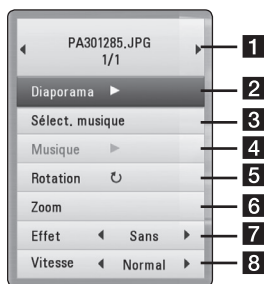 PA301285.JPG
1/1
1
Diaporama
2
Sélect. musique
3
Musique
4
Rotation
5
Zoom
6
Effet Sans
7
Vitesse Normal
8